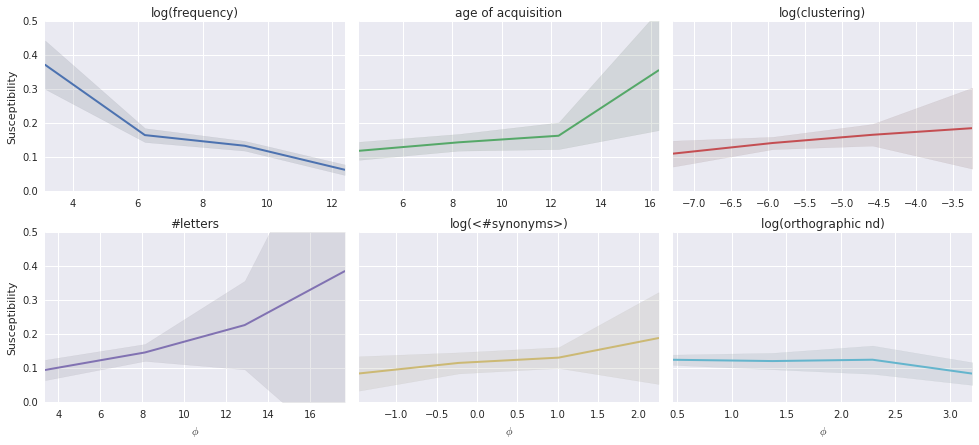 log(frequency) age of acquisition log(clustering)
0.5
0.4
0.3
0.2
0.1
0.0
Susceptibility
4 6 8 10 12 6 8 10 12 14 16 −7.0 −6.5 −6.0 −5.5 −5.0 −4.5 −4.0 −3.5
#letters log(<#synonyms>) log(orthographic nd)
0.5
0.4
0.3
0.2
0.1
0.0
Susceptibility
4 6 8 10 12 14 16 −1.0 −0.5 0.0 0.5 1.0 1.5 2.0 0.5 1.0 1.5 2.0 2.5 3.0
ϕ ϕ ϕ